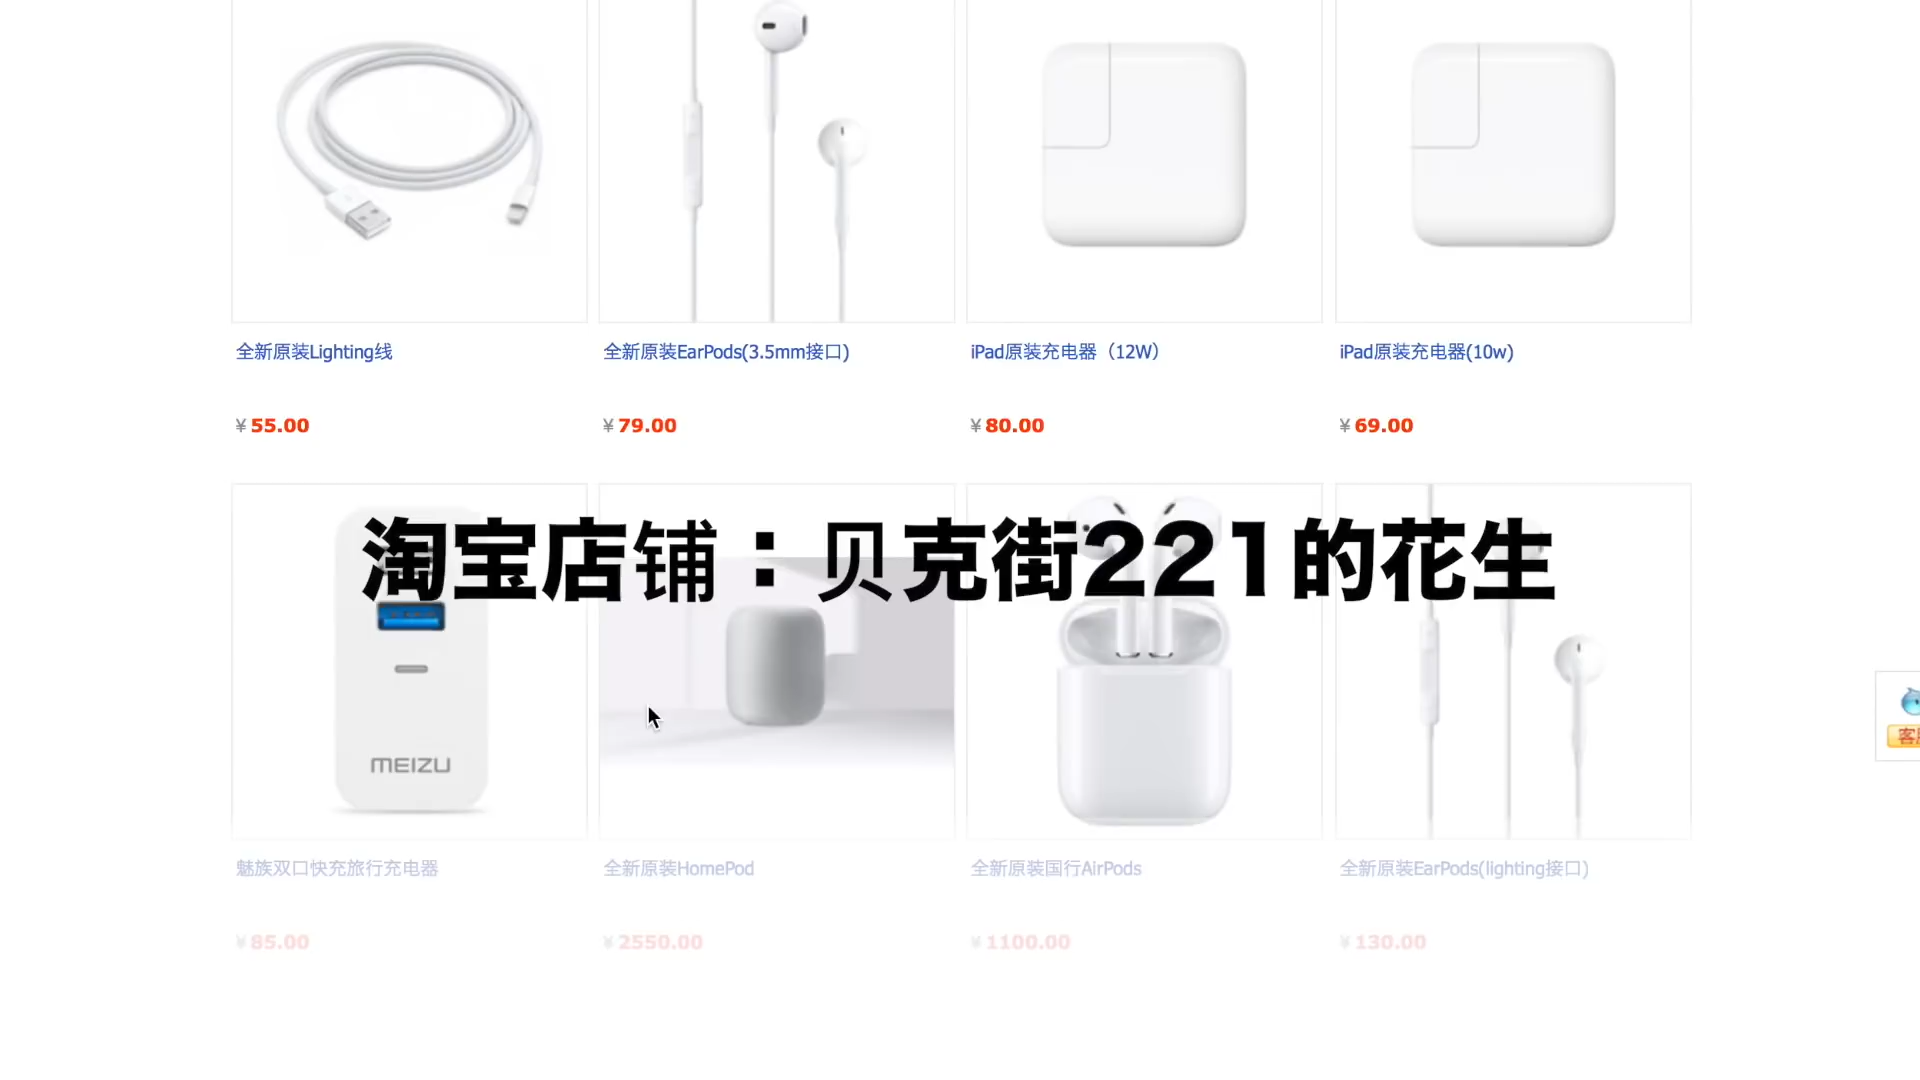 全新原装Lighting线
全新原装EarPods(3.5mm接口)
iPad原装充电器（12W）
iPad原装充电器(10w)
¥ 55.00
¥ 79.00
¥ 80.00
¥ 69.00
淘宝店铺：贝克街221的花生
MEIZU
魅族双口快充旅行充电器
全新原装HomePod
全新原装国行AirPods
全新原装EarPods(lighting接口)
¥ 85.00
¥ 2550.00
¥ 1100.00
¥ 130.00